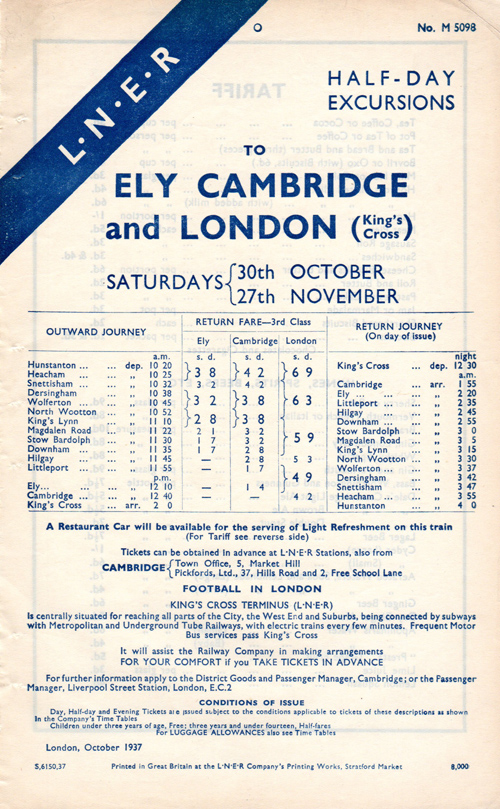 No. M 5098
L·N·E·R
HALF-DAY
EXCURSIONS
TO
ELY CAMBRIDGE
and LONDON (King's Cross)
SATURDAYS { 30th OCTOBER
27th NOVEMBER
OUTWARD JOURNEY
RETURN FARE—3rd Class
Ely Cambridge London
RETURN JOURNEY
(On day of issue)
a.m. s. d. s. d. s. d. night
Hunstanton ... ... dep. 10 20
Heacham ... ... „ 10 25 } 3 8 } 4 2 } 6 9
Snettisham ... ... „ 10 32 3 2 4 2
Dersingham ... ... „ 10 38
Wolferton ... ... „ 10 45 } 3 2 } 3 8 } 6 3
North Wootton ... „ 10 52
King's Lynn ... „ 11 10 } 2 8 } 3 8
Magdalen Road ... „ 11 22 2 1 3 2
Stow Bardolph ... „ 11 30 1 7 3 2 } 5 9
Downham ... ... „ 11 35 1 7 2 8
Hilgay ... ... „ 11 45 — 2 8 5 3
Littleport ... ... „ 11 55 — 1 7
p.m. } 4 9
Ely... ... ... „ 12 10 — 1 4
Cambridge ... ... „ 12 40 — — 4 2
King's Cross ... arr. 2 0
King's Cross ... dep. 12 30
a.m.
Cambridge ... arr. 1 55
Ely ... ... ... „ 2 20
Littleport ... ... „ 2 35
Hilgay ... ... „ 2 45
Downham ... ... „ 2 55
Stow Bardolph ... „ 3 0
Magdalen Road ... „ 3 5
King's Lynn ... „ 3 15
North Wootton ... „ 3 30
Wolferton ... ... „ 3 37
Dersingham ... „ 3 42
Snettisham ... „ 3 47
Heacham ... ... „ 3 55
Hunstanton ... „ 4 0
A Restaurant Car will be available for the serving of Light Refreshment on this train
(For Tariff see reverse side)
Tickets can be obtained in advance at L·N·E·R Stations, also from
CAMBRIDGE { Town Office, 5, Market Hill
Pickfords, Ltd., 37, Hills Road and 2, Free School Lane
FOOTBALL IN LONDON
KING'S CROSS TERMINUS (L·N·E·R)
Is centrally situated for reaching all parts of the City, the West End and Suburbs, being connected by subways
with Metropolitan and Underground Tube Railways, with electric trains every few minutes. Frequent Motor
Bus services pass King's Cross
It will assist the Railway Company in making arrangements
FOR YOUR COMFORT if you TAKE TICKETS IN ADVANCE
For further information apply to the District Goods and Passenger Manager, Cambridge; or the Passenger
Manager, Liverpool Street Station, London, E.C.2
CONDITIONS OF ISSUE
Day, Half-day and Evening Tickets are issued subject to the conditions applicable to tickets of these descriptions as shown
In the Company's Time Tables
Children under three years of age, Free; three years and under fourteen, Half-fares
For LUGGAGE ALLOWANCES also see Time Tables
London, October 1937
S,6150,37
Printed in Great Britain at the L·N·E·R Company's Printing Works, Stratford Market
8,000